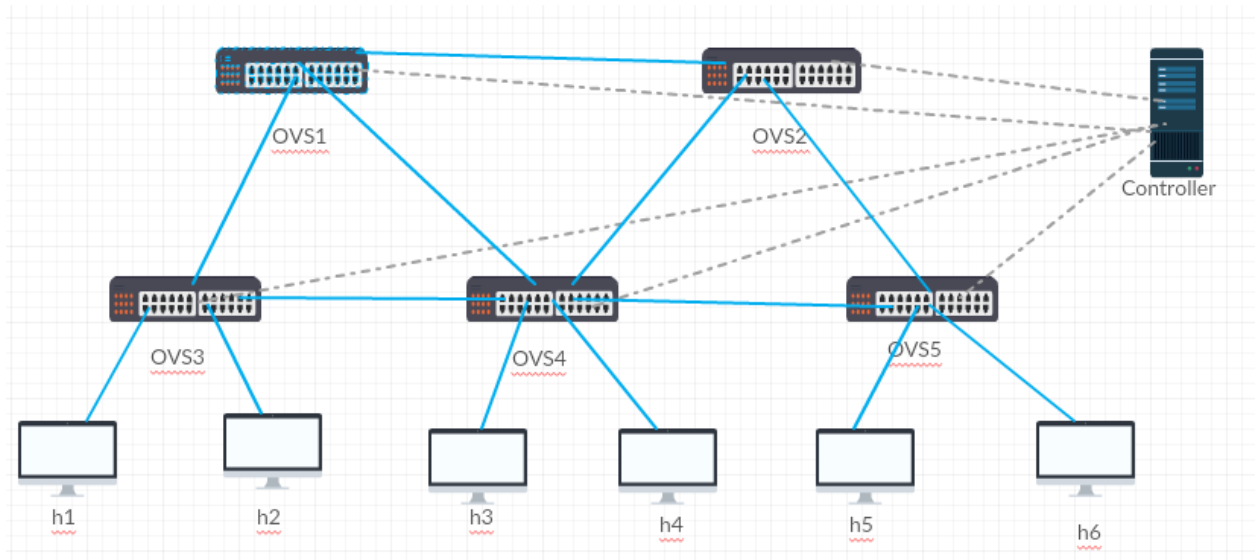 OVS1
OVS2
Controller
OVS3
OVS4
OVS5
h1
h2
h3
h4
h5
h6